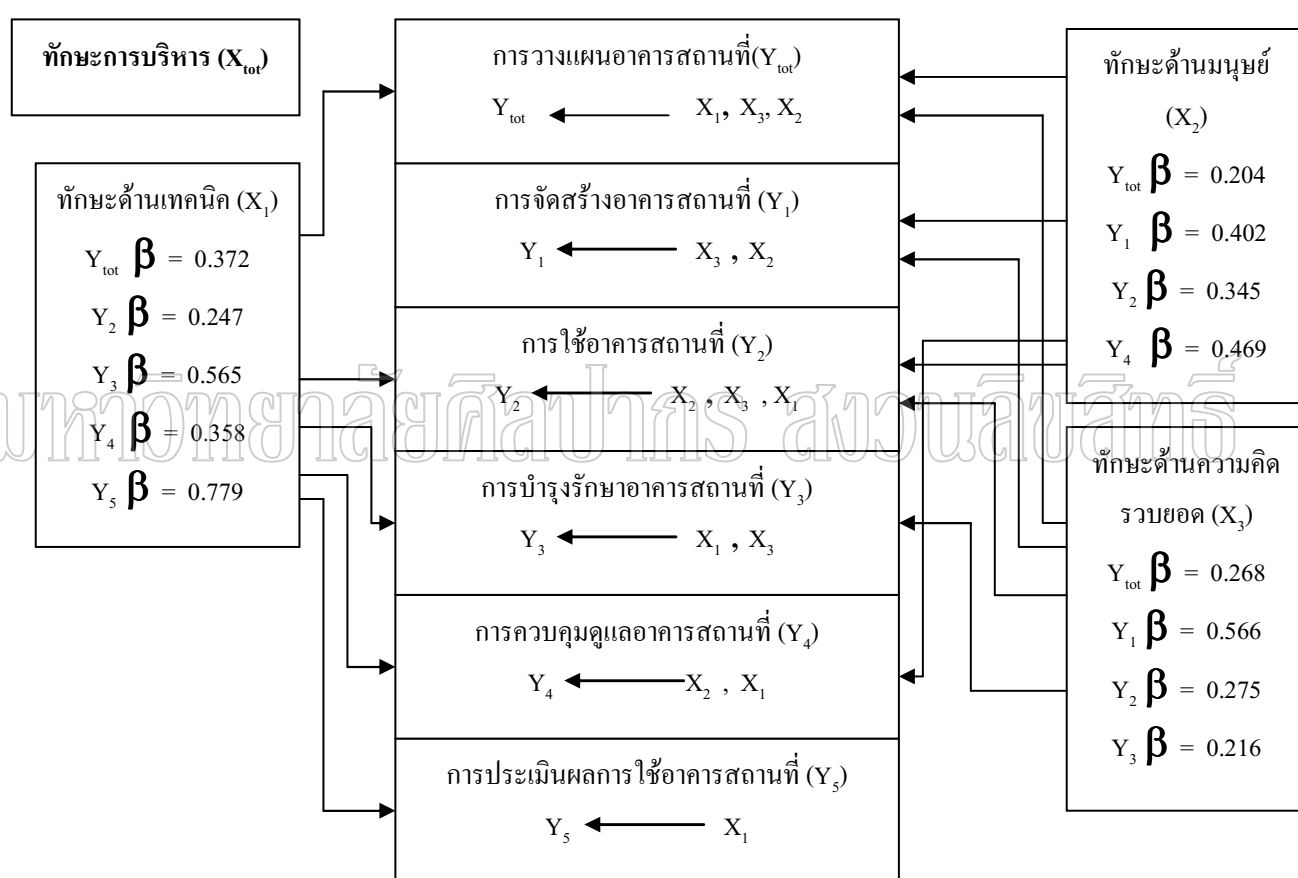 ทักษะการบริหาร (Xtot)
ทักษะด้านเทคนิค (X1)
Ytot β = 0.372
Y2 β = 0.247
Y3 β = 0.565
Y4 β = 0.358
Y5 β = 0.779
การวางแผนอาคารสถานที่(Ytot)
Ytot X1, X3, X2
การจัดสร้างอาคารสถานที่ (Y1)
Y1 X3 , X2
การใช้อาคารสถานที่ (Y2)
Y2 X2 , X3 , X1
การบำรุงรักษาอาคารสถานที่ (Y3)
Y3 X1 , X3
การควบคุมดูแลอาคารสถานที่ (Y4)
Y4 X2 , X1
การประเมินผลการใช้อาคารสถานที่ (Y5)
Y5 X1
ทักษะด้านมนุษย์
(X2)
Ytot β = 0.204
Y1 β = 0.402
Y2 β = 0.345
Y4 β = 0.469
ทักษะด้านความคิด
รวบยอด (X3)
Ytot β = 0.268
Y1 β = 0.566
Y2 β = 0.275
Y3 β = 0.216
มหาวิทยาลัยศิลปากร สงวนลิขสิทธิ์